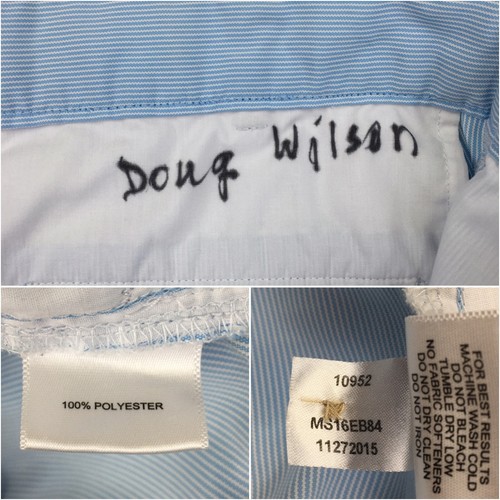 Doug Wilson
100% POLYESTER
10952
MS16EB84
11272015
FOR BEST RESULTS
MACHINE WASH COLD
DO NOT BLEACH
TUMBLE DRY LOW
NO FABRIC SOFTENERS
DO NOT DRY CLEAN
DO NOT IRON